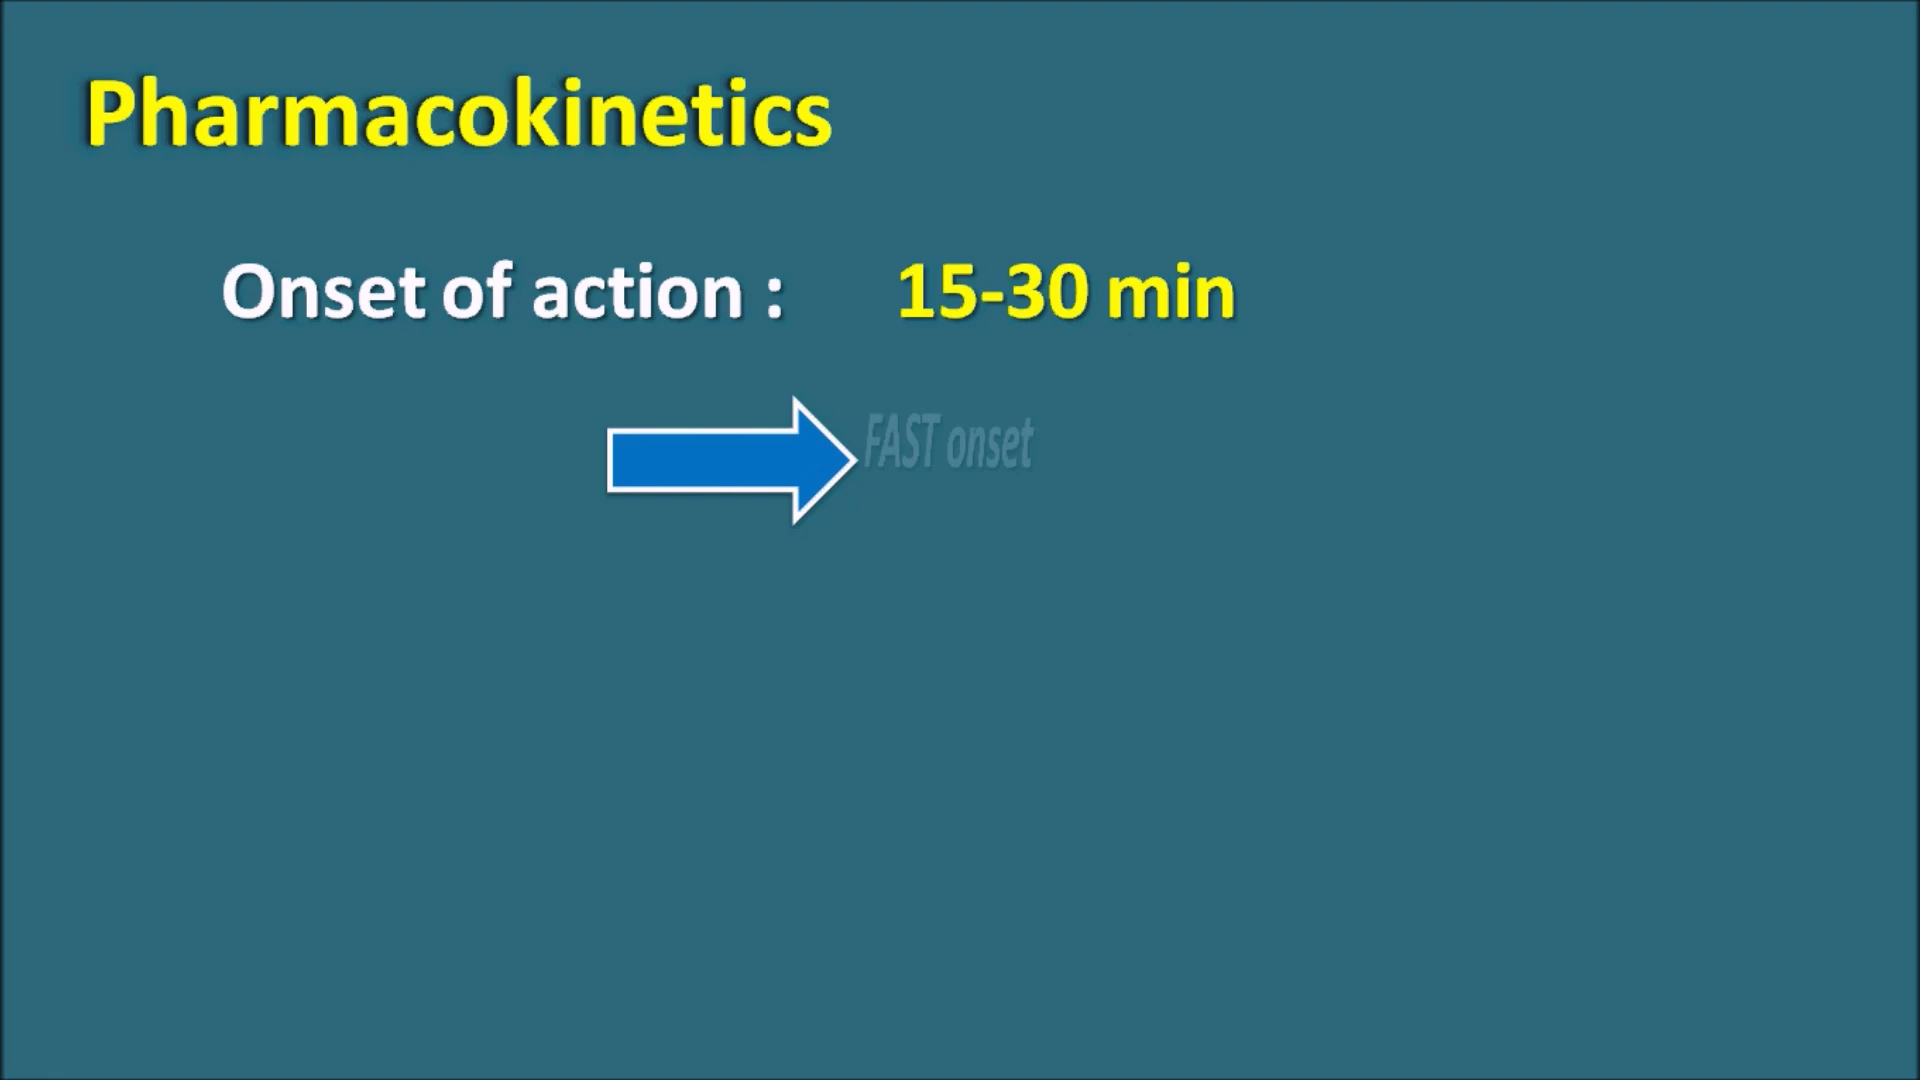 Pharmacokinetics
Onset of action : 15-30 min
FAST onset